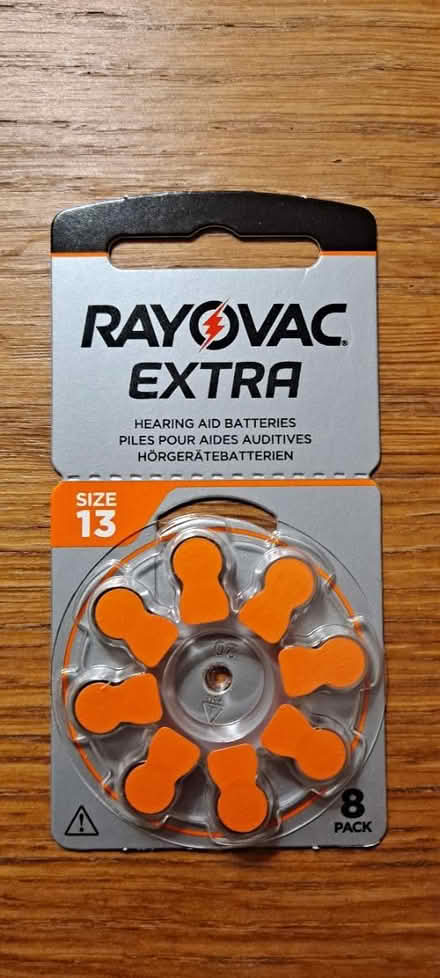 RAYOVAC
EXTRA
HEARING AID BATTERIES
PILES POUR AIDES AUDITIVES
HÖRGERÄTEBATTERIEN
SIZE
13
8
PACK